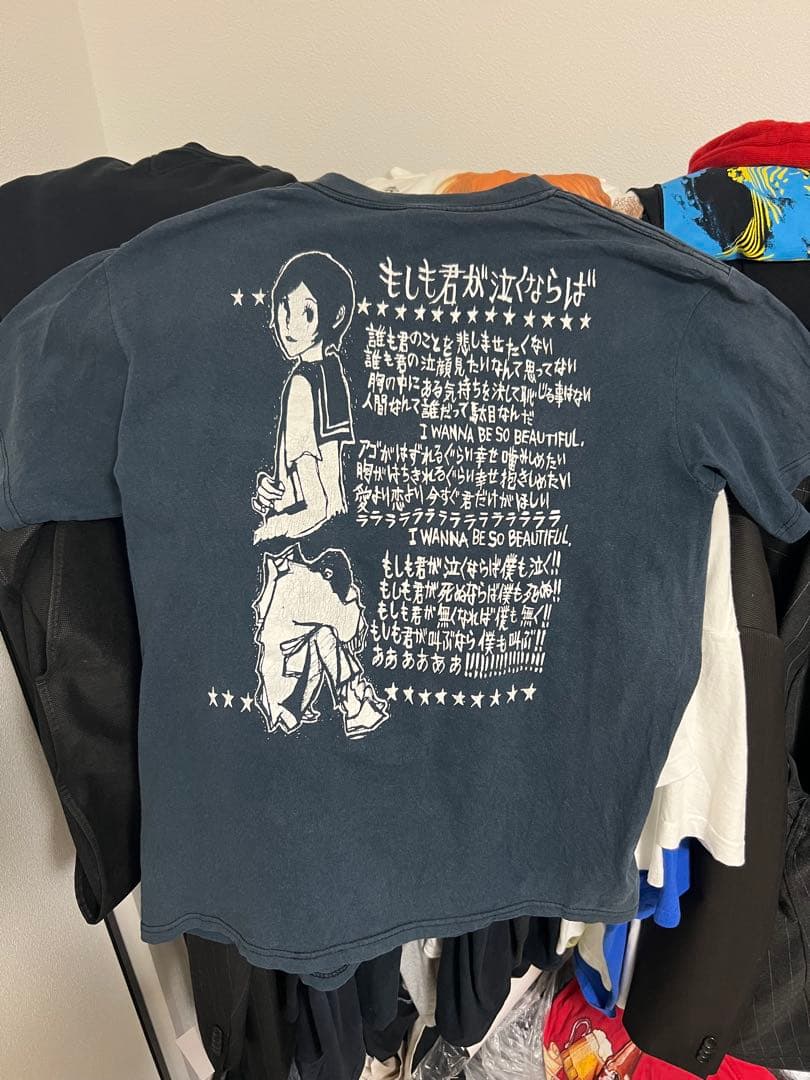 もしも君が泣くならば
誰も君のことを悲しませたくない
誰も君の泣顔見たいなんて思ってない
胸の中にある気持ちを決して恥じる事はない
人間なんて誰だって駄目なんだ
I WANNA BE SO BEAUTIFUL.
アゴがはずれるぐらい幸せ噛みしめたい
胸がはちきれるぐらい幸せ抱きしめたい
愛より恋より今すぐ君だけがほしい
ラララララララララララララララララ
I WANNA BE SO BEAUTIFUL.
もしも君が泣くならば僕も泣く!!
もしも君が死ぬならば僕も死ぬ!!
もしも君が無くなれば僕も無く!!
もしも君が叫ぶなら僕も叫ぶ!!
ああああああ!!!!!!!!!!!!!!!!